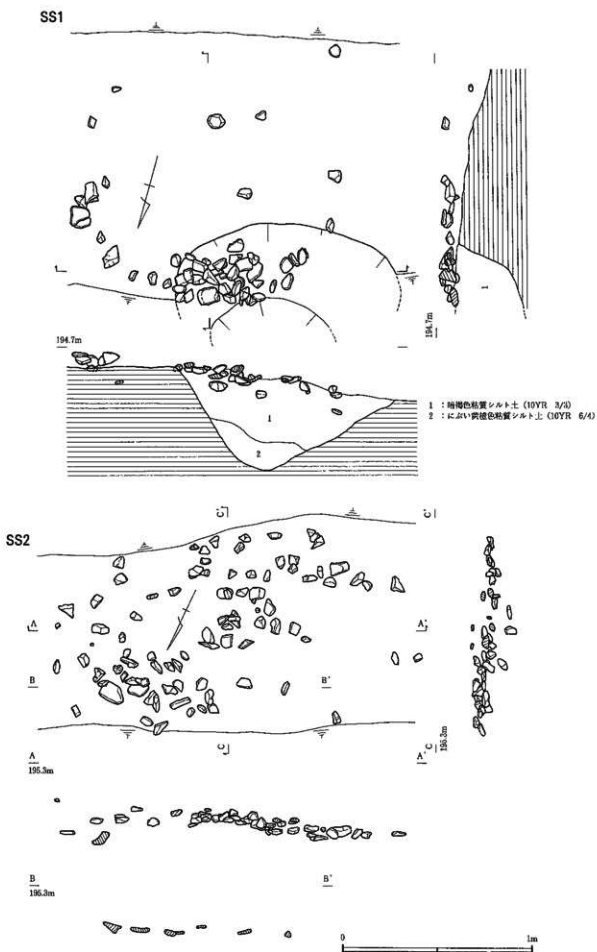 SS1
194.7m
194.7m
1
1
2
1 : 暗褐色粘質シルト土 (10YR 3/3)
2 : にぶい黄橙色粘質シルト土 (10YR 6/4)
SS2
C'
C'
A
A'
B
B'
C
C
195.3m
A
A'
195.3m
B
B'
195.3m
0
1m